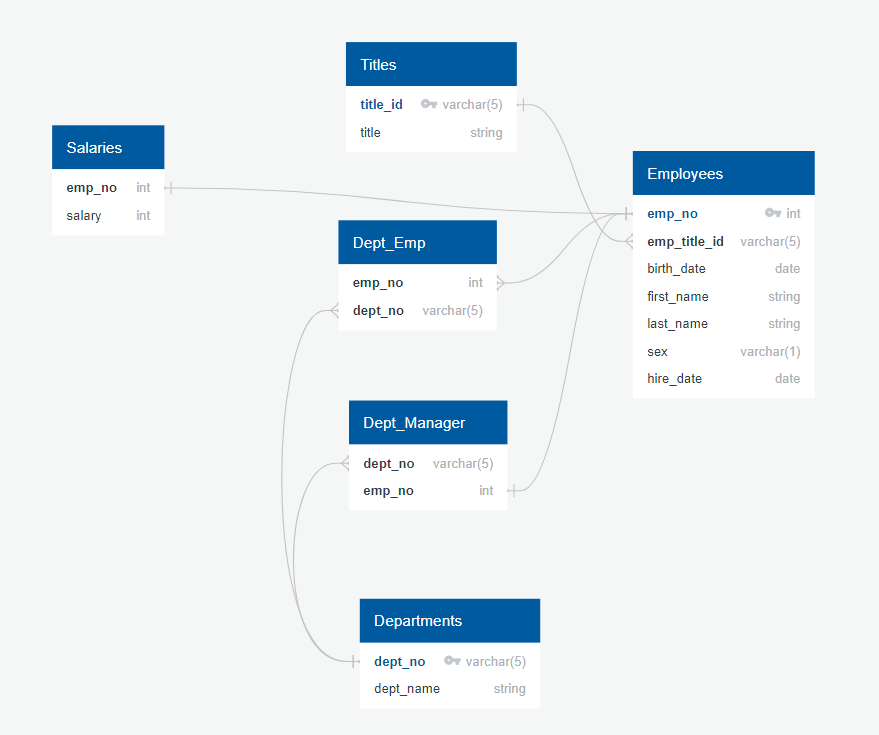 Titles
title_id varchar(5)
title string
Salaries
emp_no int
salary int
Employees
emp_no int
emp_title_id varchar(5)
birth_date date
first_name string
last_name string
sex varchar(1)
hire_date date
Dept_Emp
emp_no int
dept_no varchar(5)
Dept_Manager
dept_no varchar(5)
emp_no int
Departments
dept_no varchar(5)
dept_name string